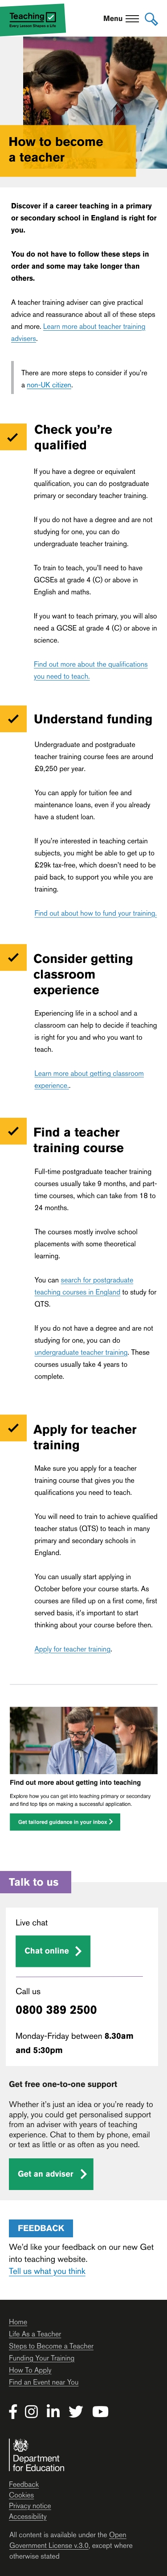 Teaching
Every Lesson Shapes a Life
Menu
How to become
a teacher
Discover if a career teaching in a primary
or secondary school in England is right for
you.
You do not have to follow these steps in
order and some may take longer than
others.
A teacher training adviser can give practical
advice and reassurance about all of these steps
and more. Learn more about teacher training
advisers.
There are more steps to consider if you're
a non-UK citizen.
Check you're
qualified
If you have a degree or equivalent
qualification, you can do postgraduate
primary or secondary teacher training.
If you do not have a degree and are not
studying for one, you can do
undergraduate teacher training.
To train to teach, you'll need to have
GCSEs at grade 4 (C) or above in
English and maths.
If you want to teach primary, you will also
need a GCSE at grade 4 (C) or above in
science.
Find out more about the qualifications
you need to teach.
Understand funding
Undergraduate and postgraduate
teacher training course fees are around
£9,250 per year.
You can apply for tuition fee and
maintenance loans, even if you already
have a student loan.
If you're interested in teaching certain
subjects, you might be able to get up to
£29k tax-free, which doesn't need to be
paid back, to support you while you are
training.
Find out about how to fund your training.
Consider getting
classroom
experience
Experiencing life in a school and a
classroom can help to decide if teaching
is right for you and who you want to
teach.
Learn more about getting classroom
experience..
Find a teacher
training course
Full-time postgraduate teacher training
courses usually take 9 months, and part-
time courses, which can take from 18 to
24 months.
The courses mostly involve school
placements with some theoretical
learning.
You can search for postgraduate
teaching courses in England to study for
QTS.
If you do not have a degree and are not
studying for one, you can do
undergraduate teacher training. These
courses usually take 4 years to
complete.
Apply for teacher
training
Make sure you apply for a teacher
training course that gives you the
qualifications you need to teach.
You will need to train to achieve qualified
teacher status (QTS) to teach in many
primary and secondary schools in
England.
You can usually start applying in
October before your course starts. As
courses are filled up on a first come, first
served basis, it's important to start
thinking about your course before then.
Apply for teacher training.
Find out more about getting into teaching
Explore how you can get into teaching primary or secondary
and find top tips on making a successful application.
Get tailored guidance in your inbox
Talk to us
Live chat
Chat online
Call us
0800 389 2500
Monday-Friday between 8.30am
and 5:30pm
Get free one-to-one support
Whether it's just an idea or you're ready to
apply, you could get personalised support
from an adviser with years of teaching
experience. Chat to them by phone, email
or text as little or as often as you need.
Get an adviser
FEEDBACK
We'd like your feedback on our new Get
into teaching website.
Tell us what you think
Home
Life As a Teacher
Steps to Become a Teacher
Funding Your Training
How To Apply
Find an Event near You
Department
for Education
Feedback
Cookies
Privacy notice
Accessibility
All content is available under the Open
Government License v.3.0, except where
otherwise stated